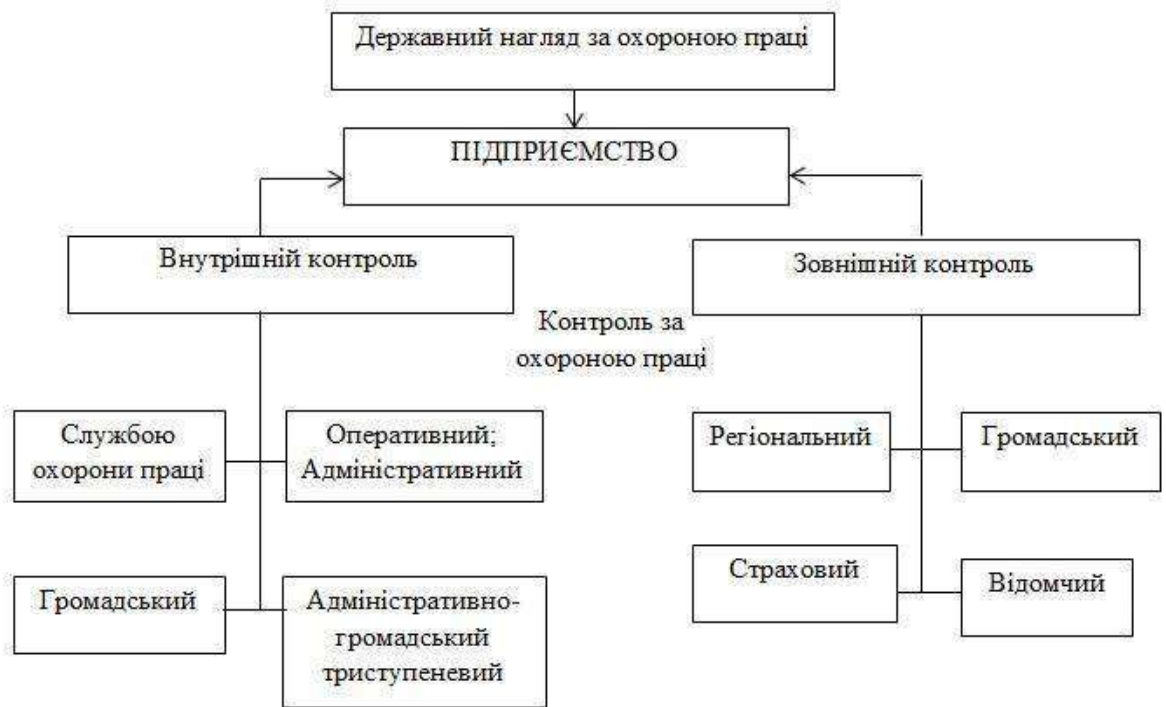 Державний нагляд за охороною праці
ПІДПРИЄМСТВО
Внутрішній контроль
Зовнішній контроль
Контроль за
охороною праці
Службою
охорони праці
Оперативний;
Адміністративний
Регіональний
Громадський
Громадський
Адміністративно-
громадський
триступеневий
Страховий
Відомчий